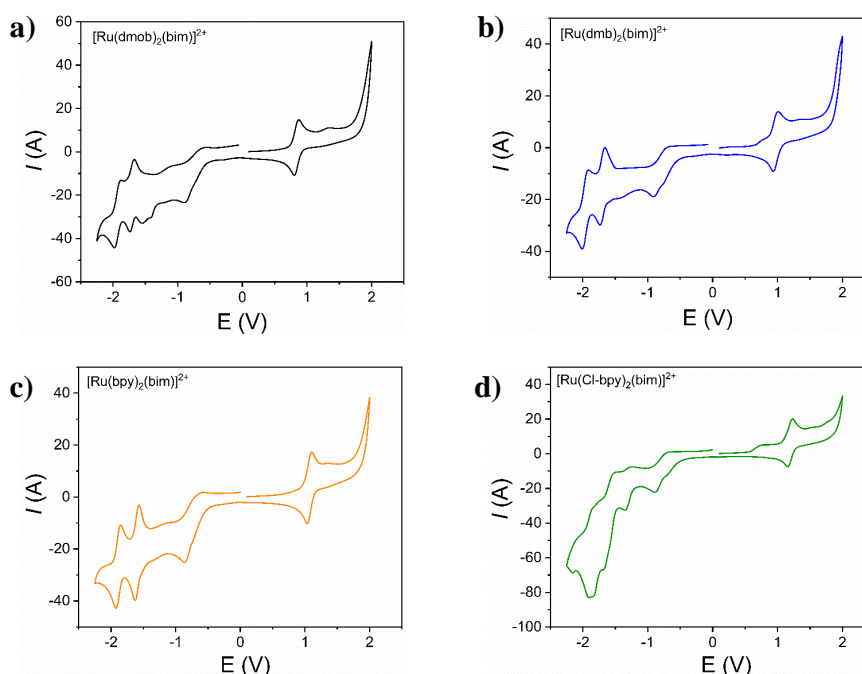 a)
[Ru(dmob)₂(bim)]²⁺
60
40
20
0
-20
-40
-60
I (A)
-2
-1
0
1
2
E (V)
b)
[Ru(dmb)₂(bim)]²⁺
40
20
0
-20
-40
I (A)
-2
-1
0
1
2
E (V)
c)
[Ru(bpy)₂(bim)]²⁺
40
20
0
-20
-40
I (A)
-2
-1
0
1
2
E (V)
d)
[Ru(Cl-bpy)₂(bim)]²⁺
40
20
0
-20
-40
-60
-80
-100
I (A)
-2
-1
0
1
2
E (V)